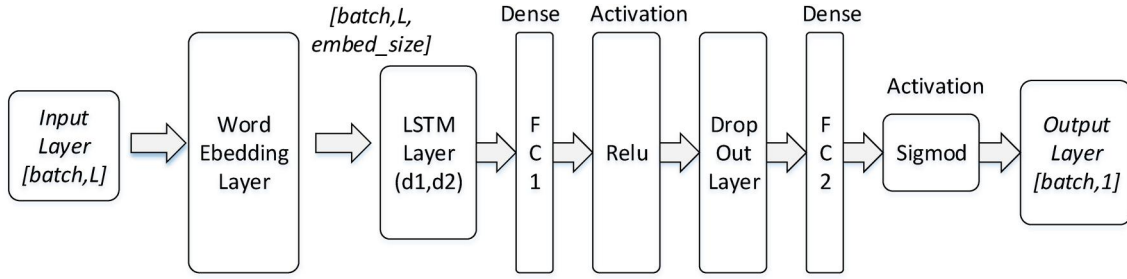 Input
Layer
[batch,L]
Word
Ebedding
Layer
[batch,L,
embed_size]
LSTM
Layer
(d1,d2)
Dense
F
C
1
Activation
Relu
Drop
Out
Layer
Dense
F
C
2
Activation
Sigmod
Output
Layer
[batch,1]